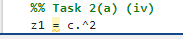 %% Task 2(a) (iv)
z1 = c.^2